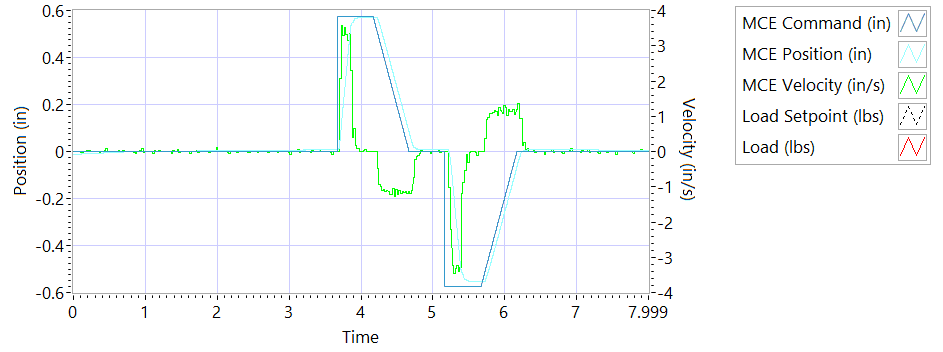 0.6
0.4
0.2
0
-0.2
-0.4
-0.6
Position (in)
4
3
2
1
0
-1
-2
-3
-4
Velocity (in/s)
0 1 2 3 4 5 6 7 7.999
Time
MCE Command (in)
MCE Position (in)
MCE Velocity (in/s)
Load Setpoint (lbs)
Load (lbs)